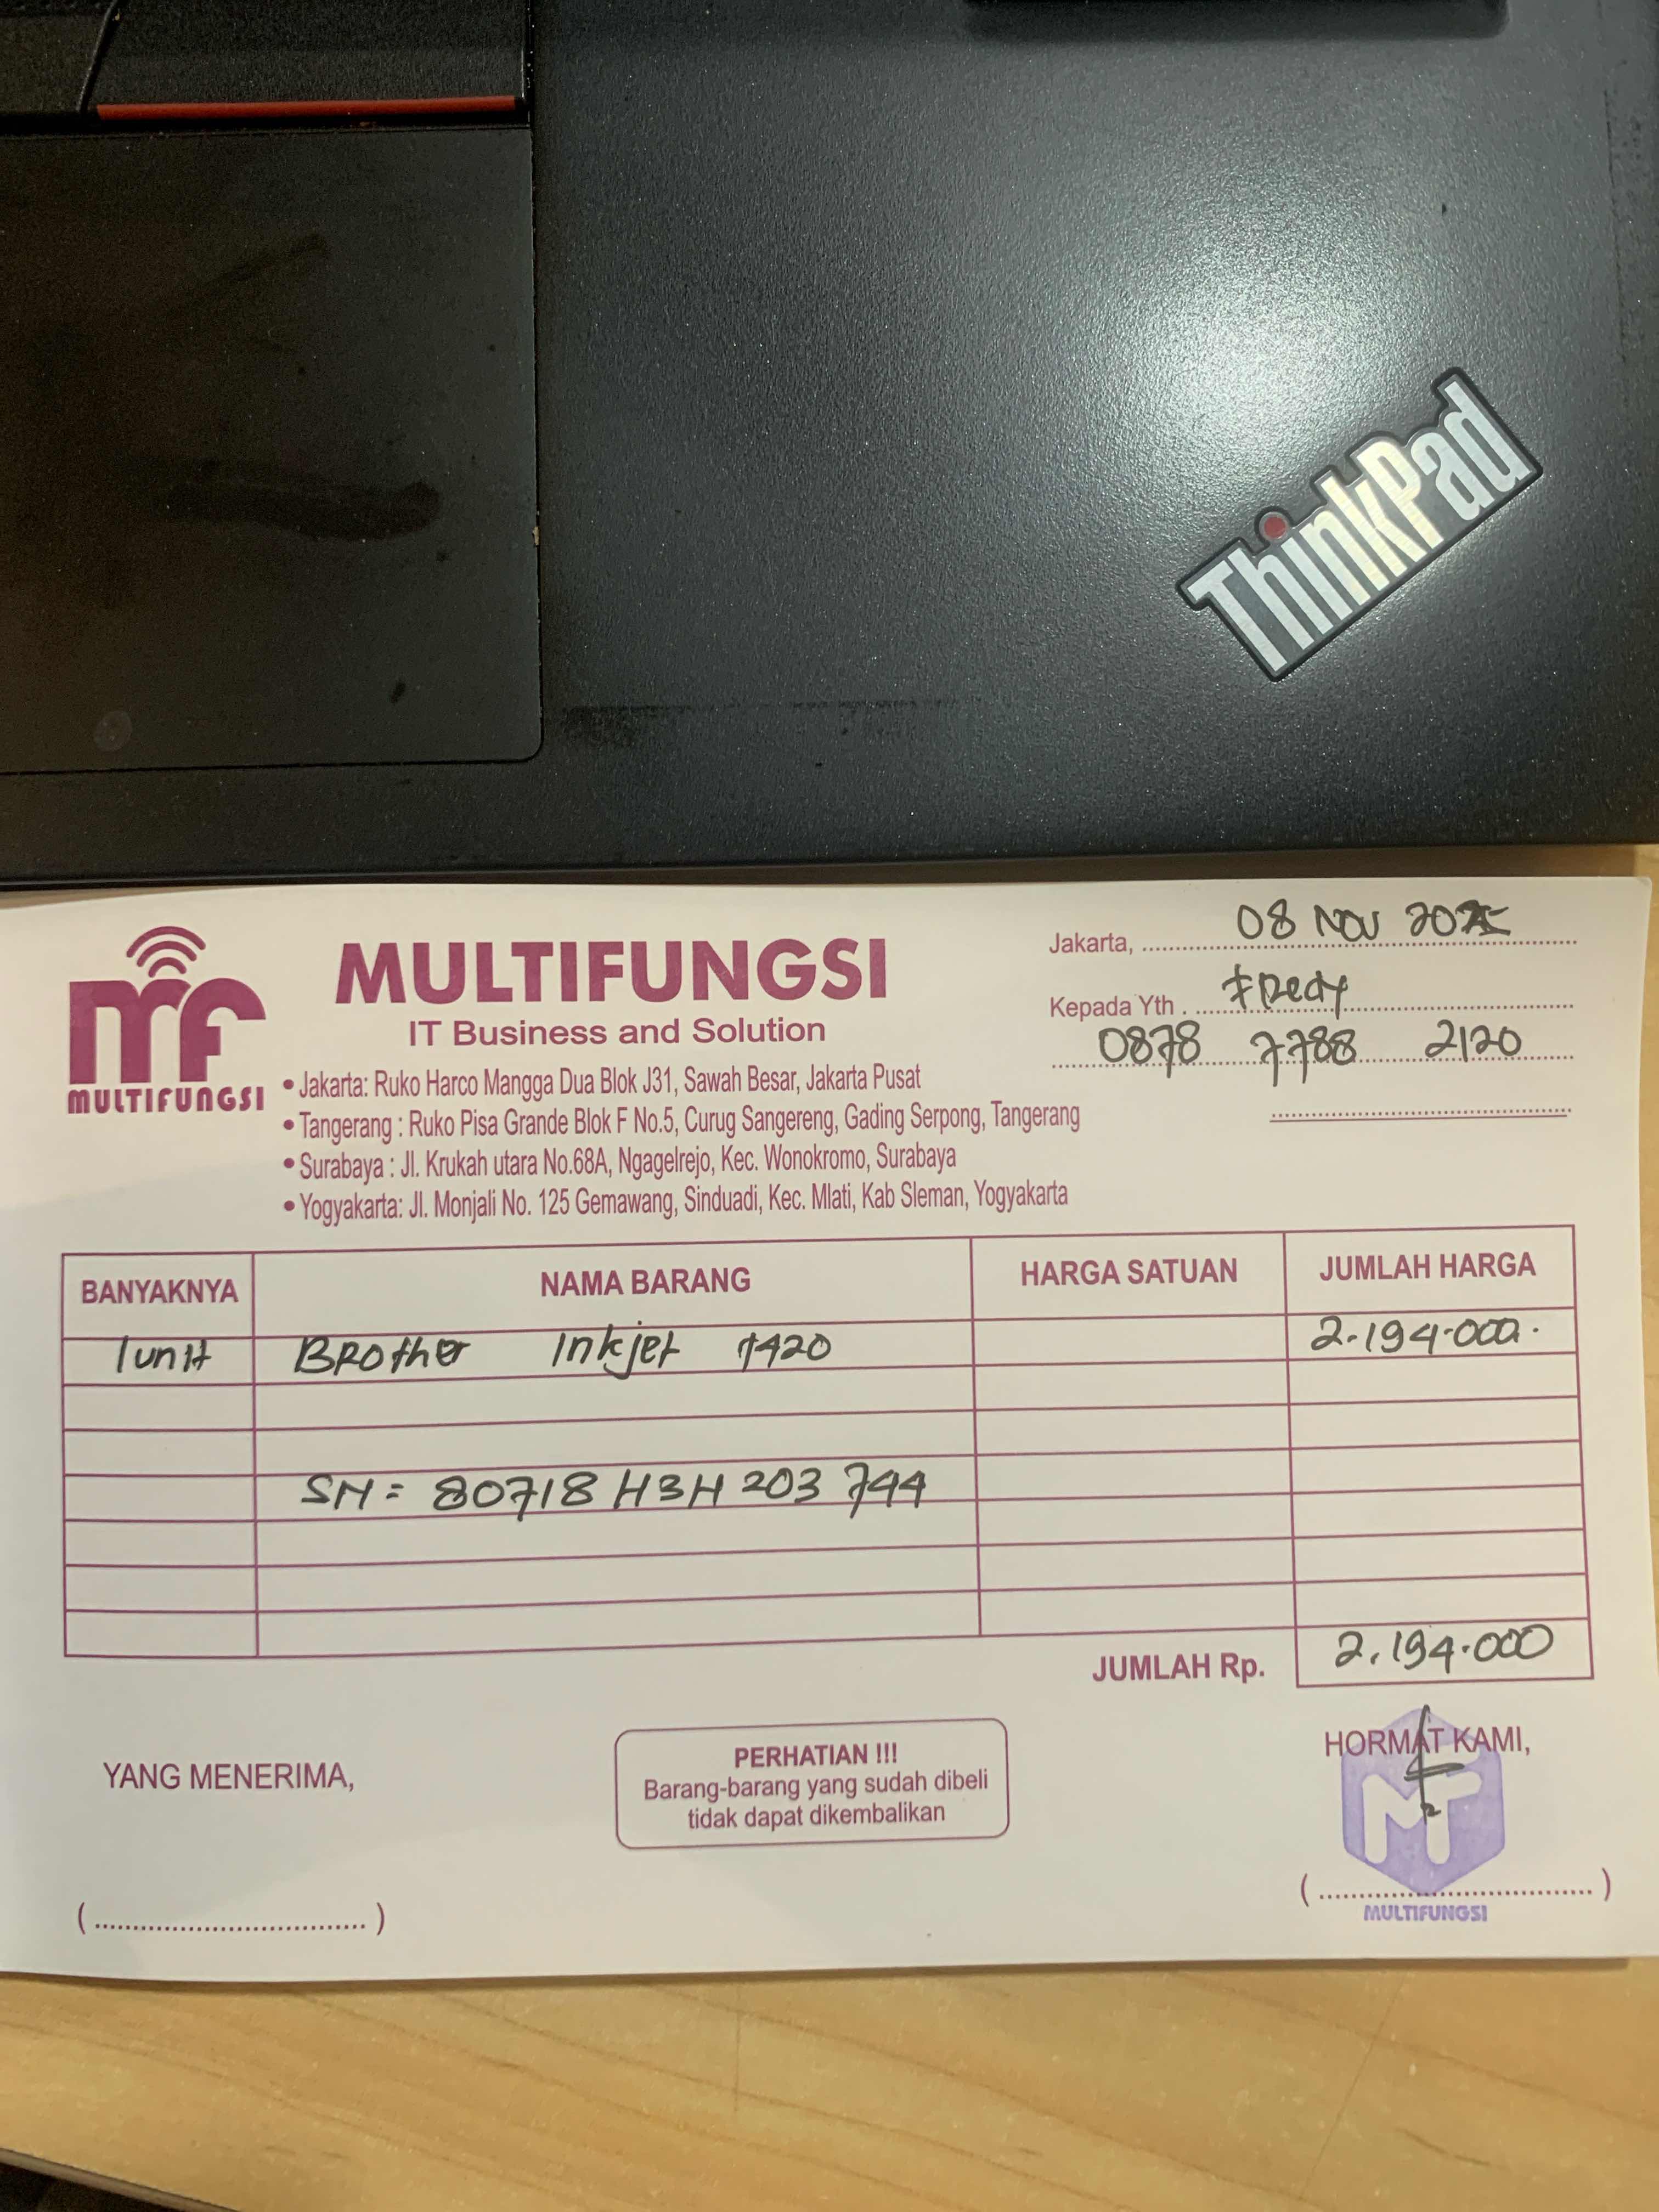 ThinkPad
mf
MULTIFUNGSI
MULTIFUNGSI
IT Business and Solution
• Jakarta: Ruko Harco Mangga Dua Blok J31, Sawah Besar, Jakarta Pusat
• Tangerang : Ruko Pisa Grande Blok F No.5, Curug Sangereng, Gading Serpong, Tangerang
• Surabaya : Jl. Krukah utara No.68A, Ngagelrejo, Kec. Wonokromo, Surabaya
• Yogyakarta: Jl. Monjali No. 125 Gemawang, Sinduadi, Kec. Mlati, Kab Sleman, Yogyakarta
Jakarta, 08 NOV
Kepada Yth . FRedy
0878 7788 2120
BANYAKNYA NAMA BARANG HARGA SATUAN JUMLAH HARGA
1 unit BROther Inkjet T420 2.194.000.
SN = 80718 H3H 203 744
JUMLAH Rp. 2.194.000
YANG MENERIMA,
PERHATIAN !!!
Barang-barang yang sudah dibeli
tidak dapat dikembalikan
HORMAT KAMI,
MF
(..................................)
(..................................)
MULTIFUNGSI